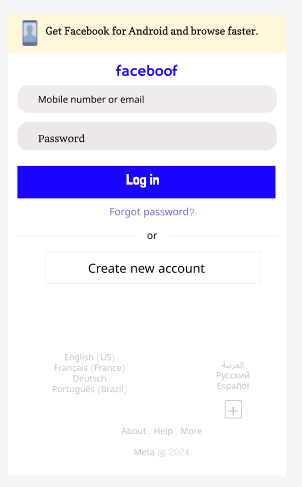 Get Facebook for Android and browse faster.
faceboof
Mobile number or email
Password
Log in
Forgot password?
or
Create new account
English (US)
Français (France)
Deutsch
Português (Brazil)
العربية
Русский
Español
+
About . Help . More
Meta @ 2024